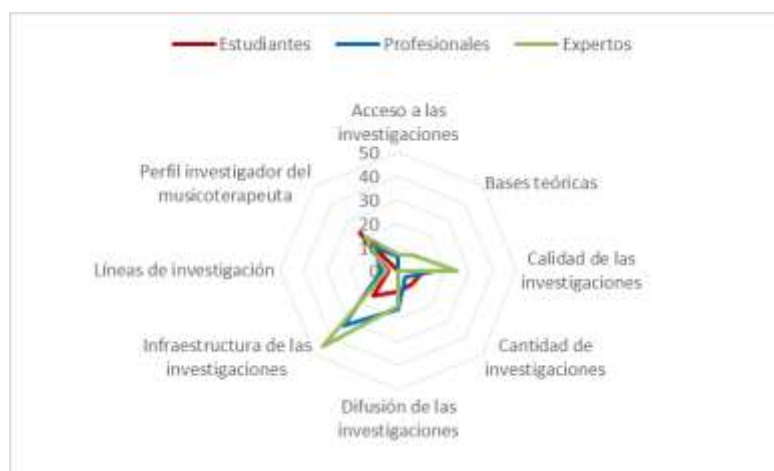 Estudiantes Profesionales Expertos
Acceso a las
investigaciones
50
40
30
20
10
0
Bases teóricas
Calidad de las
investigaciones
Cantidad de
investigaciones
Difusión de las
investigaciones
Infraestructura de las
investigaciones
Líneas de investigación
Perfil investigador del
musicoterapeuta